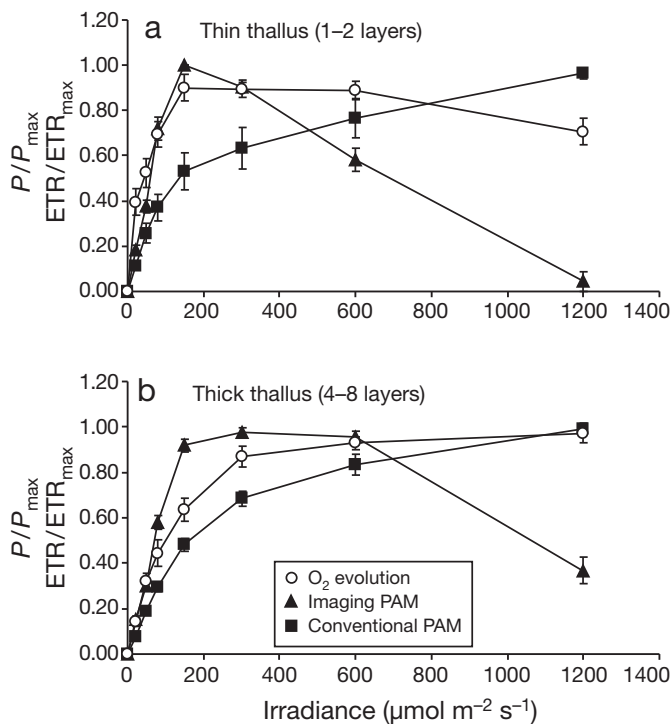 a Thin thallus (1–2 layers)
P/Pmax
ETR/ETRmax
1.20
1.00
0.80
0.60
0.40
0.20
0.00
0 200 400 600 800 1000 1200 1400
b Thick thallus (4–8 layers)
P/Pmax
ETR/ETRmax
1.20
1.00
0.80
0.60
0.40
0.20
0.00
O2 evolution
Imaging PAM
Conventional PAM
0 200 400 600 800 1000 1200 1400
Irradiance (µmol m–2 s–1)